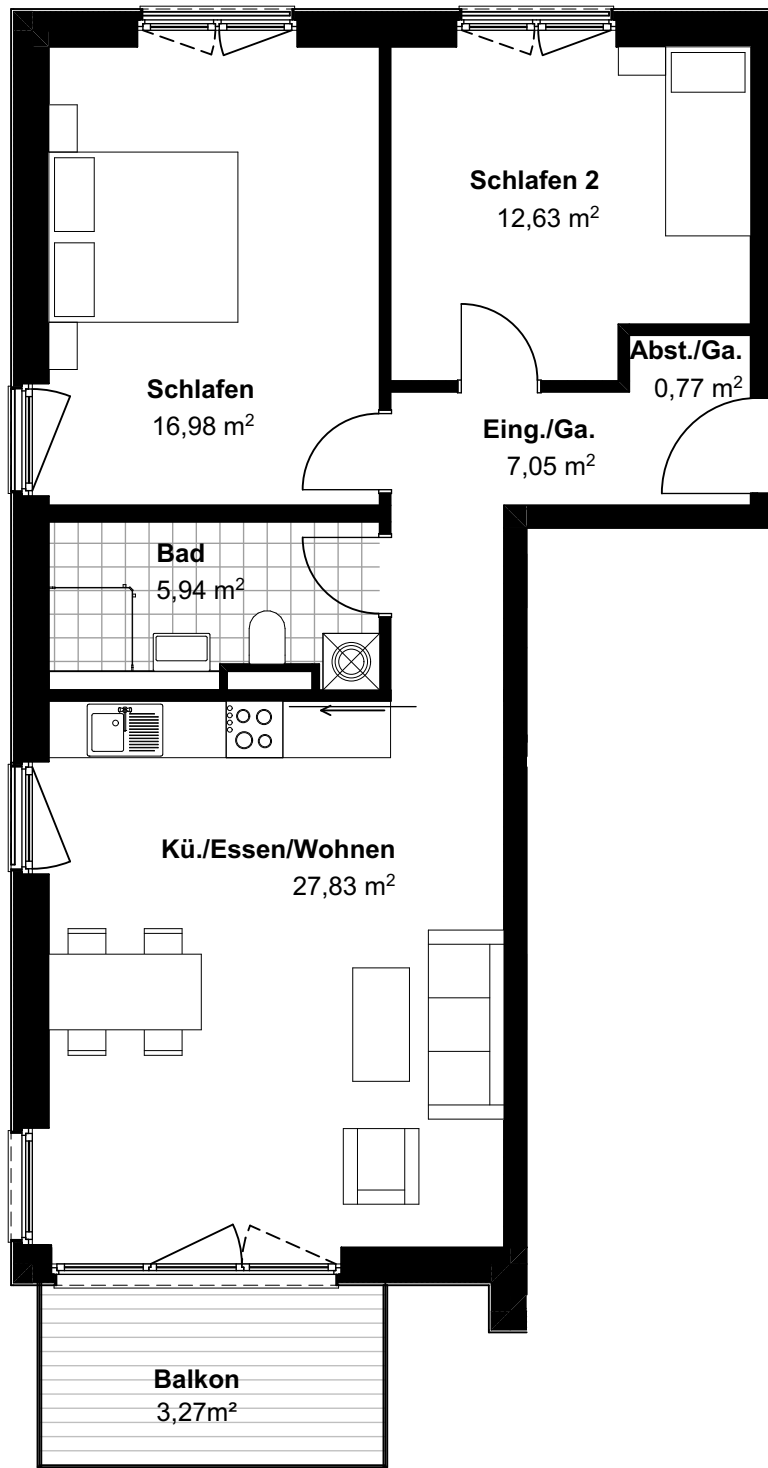 Schlafen 2
12,63 m²
Abst./Ga.
0,77 m²
Schlafen
16,98 m²
Eing./Ga.
7,05 m²
Bad
5,94 m²
Kü./Essen/Wohnen
27,83 m²
Balkon
3,27m²